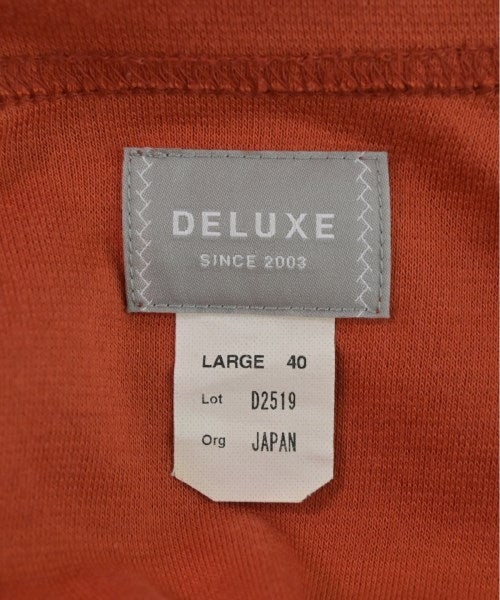 DELUXE
SINCE 2003
LARGE 40
Lot D2519
Org JAPAN